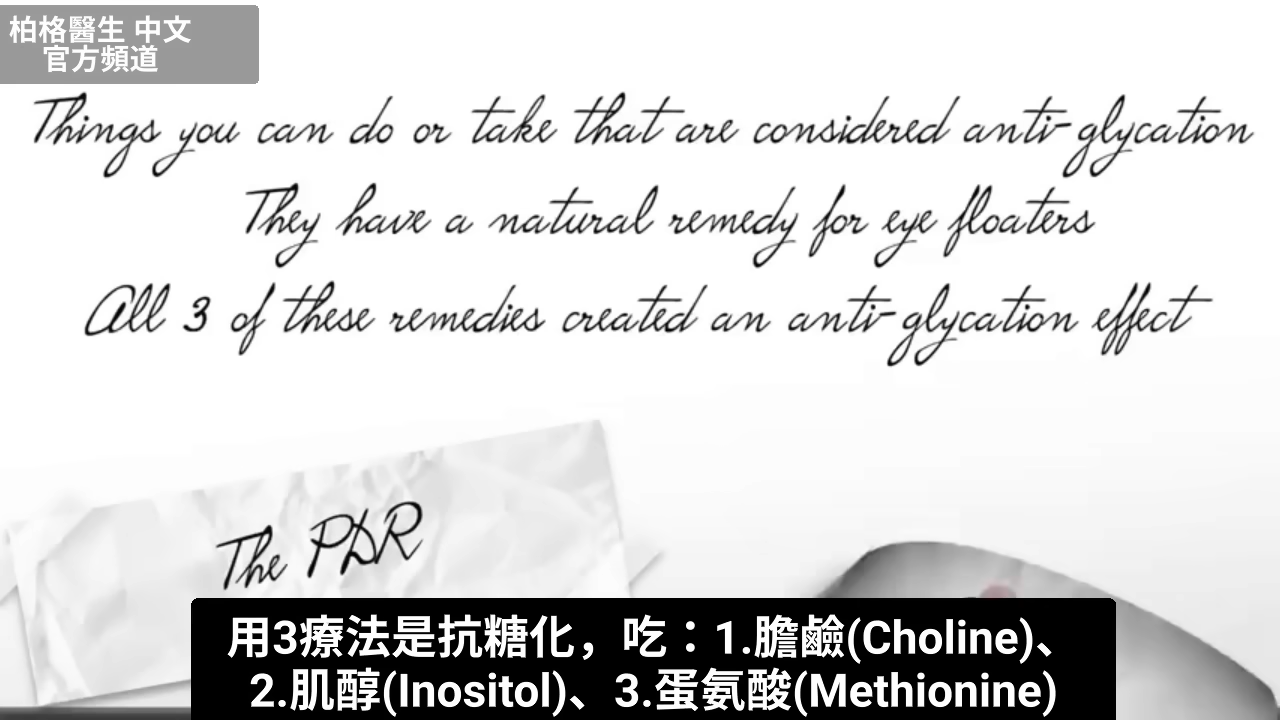 柏格醫生 中文
官方頻道
Things you can do or take that are considered anti-glycation
They have a natural remedy for eye floaters
All 3 of these remedies created an anti-glycation effect
The PDR
用3療法是抗糖化，吃：1.膽鹼(Choline)、
2.肌醇(Inositol)、3.蛋氨酸(Methionine)